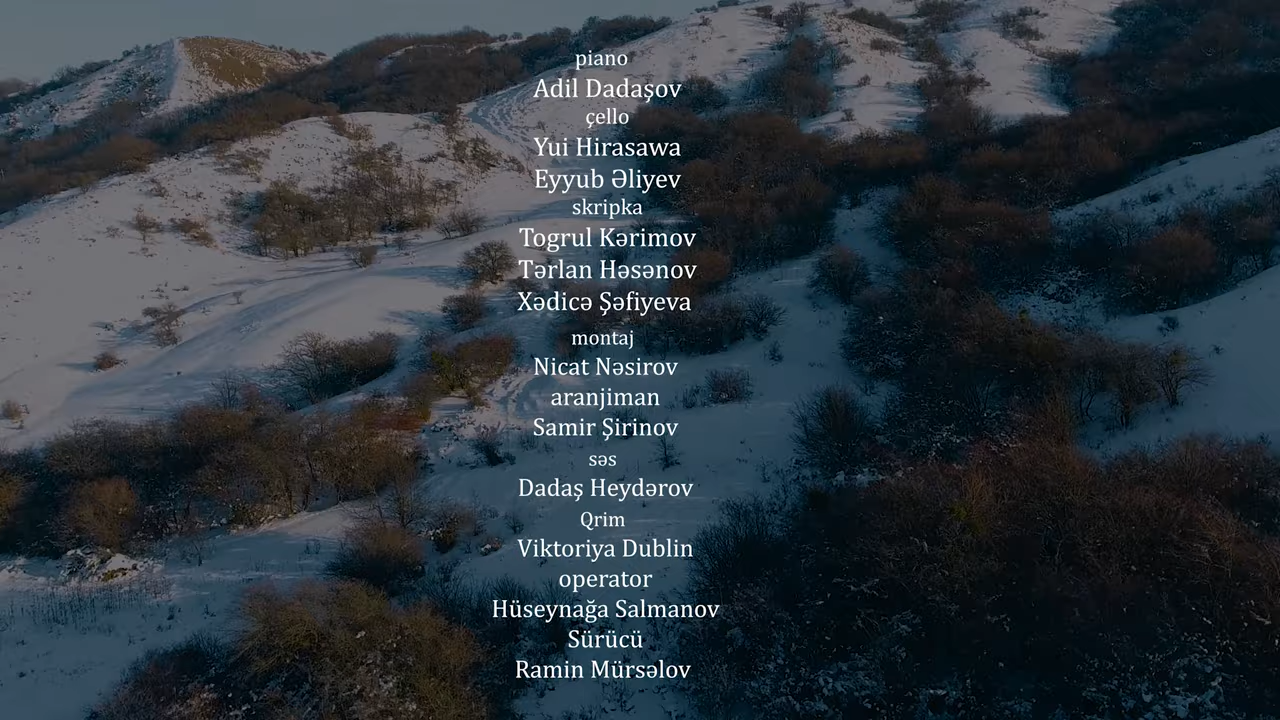 piano
Adil Dadaşov
çello
Yui Hirasawa
Eyyub Əliyev
skripka
Togrul Kərimov
Tərlan Həsənov
Xədicə Şəfiyeva
montaj
Nicat Nəsirov
aranjiman
Samir Şirinov
səs
Dadaş Heydərov
Qrim
Viktoriya Dublin
operator
Hüseynağa Salmanov
Sürücü
Ramin Mürsəlov